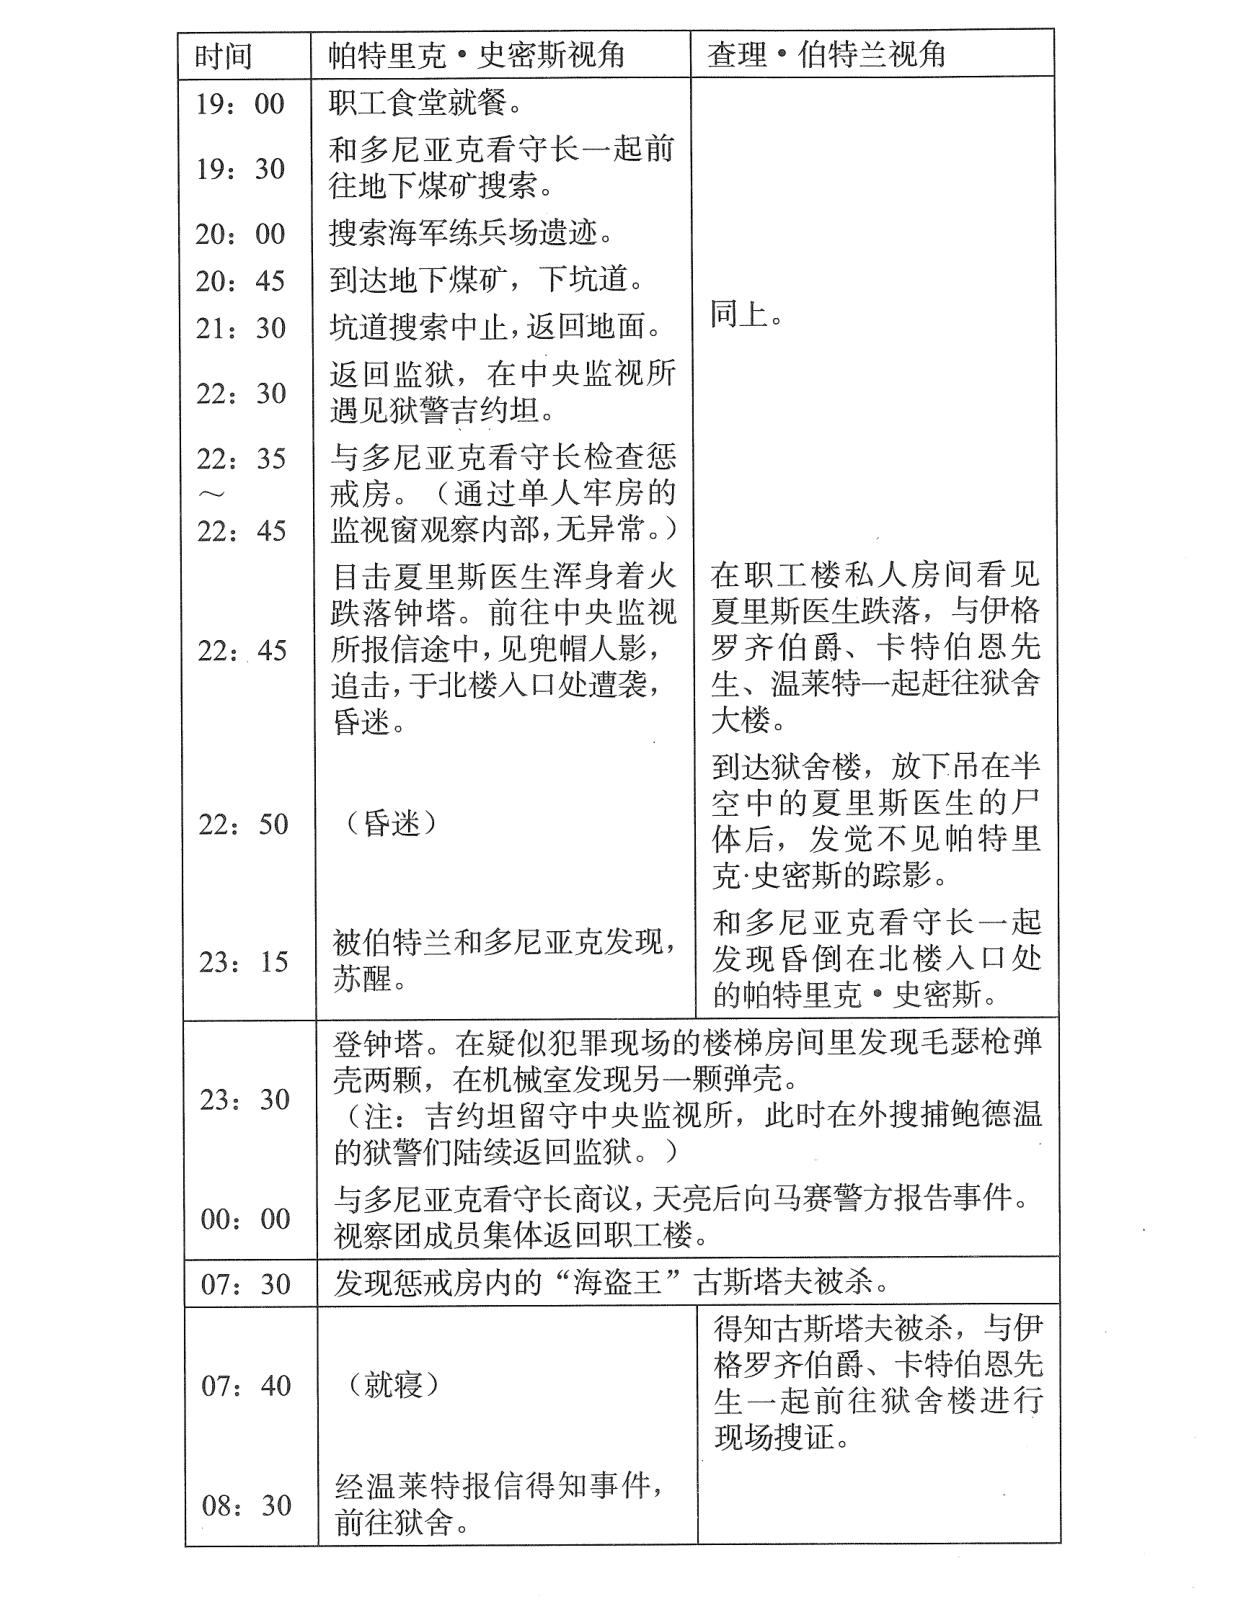 时间 帕特里克·史密斯视角 查理·伯特兰视角
19：00 职工食堂就餐。
19：30 和多尼亚克看守长一起前
往地下煤矿搜索。
20：00 搜索海军练兵场遗迹。
20：45 到达地下煤矿，下坑道。
同上。
21：30 坑道搜索中止，返回地面。
22：30 返回监狱，在中央监视所
遇见狱警吉约坦。
22：35
～
22：45
与多尼亚克看守长检查惩
戒房。（通过单人牢房的
监视窗观察内部，无异常。）
22：45
目击夏里斯医生浑身着火
跌落钟塔。前往中央监视
所报信途中，见兜帽人影，
追击，于北楼入口处遭袭，
昏迷。
在职工楼私人房间看见
夏里斯医生跌落，与伊格
罗齐伯爵、卡特伯恩先
生、温莱特一起赶往狱舍
大楼。
22：50 （昏迷）
到达狱舍楼，放下吊在半
空中的夏里斯医生的尸
体后，发觉不见帕特里
克·史密斯的踪影。
23：15
被伯特兰和多尼亚克发现，
苏醒。
和多尼亚克看守长一起
发现昏倒在北楼入口处
的帕特里克·史密斯。
23：30
登钟塔。在疑似犯罪现场的楼梯房间里发现毛瑟枪弹
壳两颗，在机械室发现另一颗弹壳。
（注：吉约坦留守中央监视所，此时在外搜捕鲍德温
的狱警们陆续返回监狱。）
00：00
与多尼亚克看守长商议，天亮后向马赛警方报告事件。
视察团成员集体返回职工楼。
07：30 发现惩戒房内的“海盗王”古斯塔夫被杀。
07：40 （就寝）
得知古斯塔夫被杀，与伊
格罗齐伯爵、卡特伯恩先
生一起前往狱舍楼进行
现场搜证。
08：30
经温莱特报信得知事件，
前往狱舍。